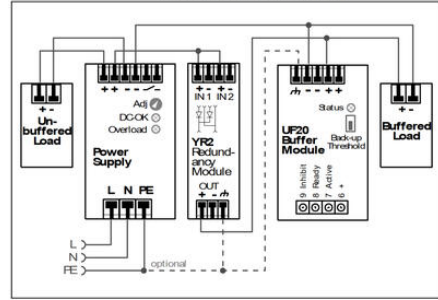 + + - - -
+ - + -
- - + +
+ -
+ -
Adj
DC-OK
Overload
Un-
buffered
Load
Power
Supply
L N PE
IN 1 IN 2
YR2
Redund-
ancy
Module
OUT
+ -
Status
Back-up
Threshold
UF20
Buffer
Module
9 Inhibit
8 Ready
7 Active
6 +
Buffered
Load
L
N
PE
optional